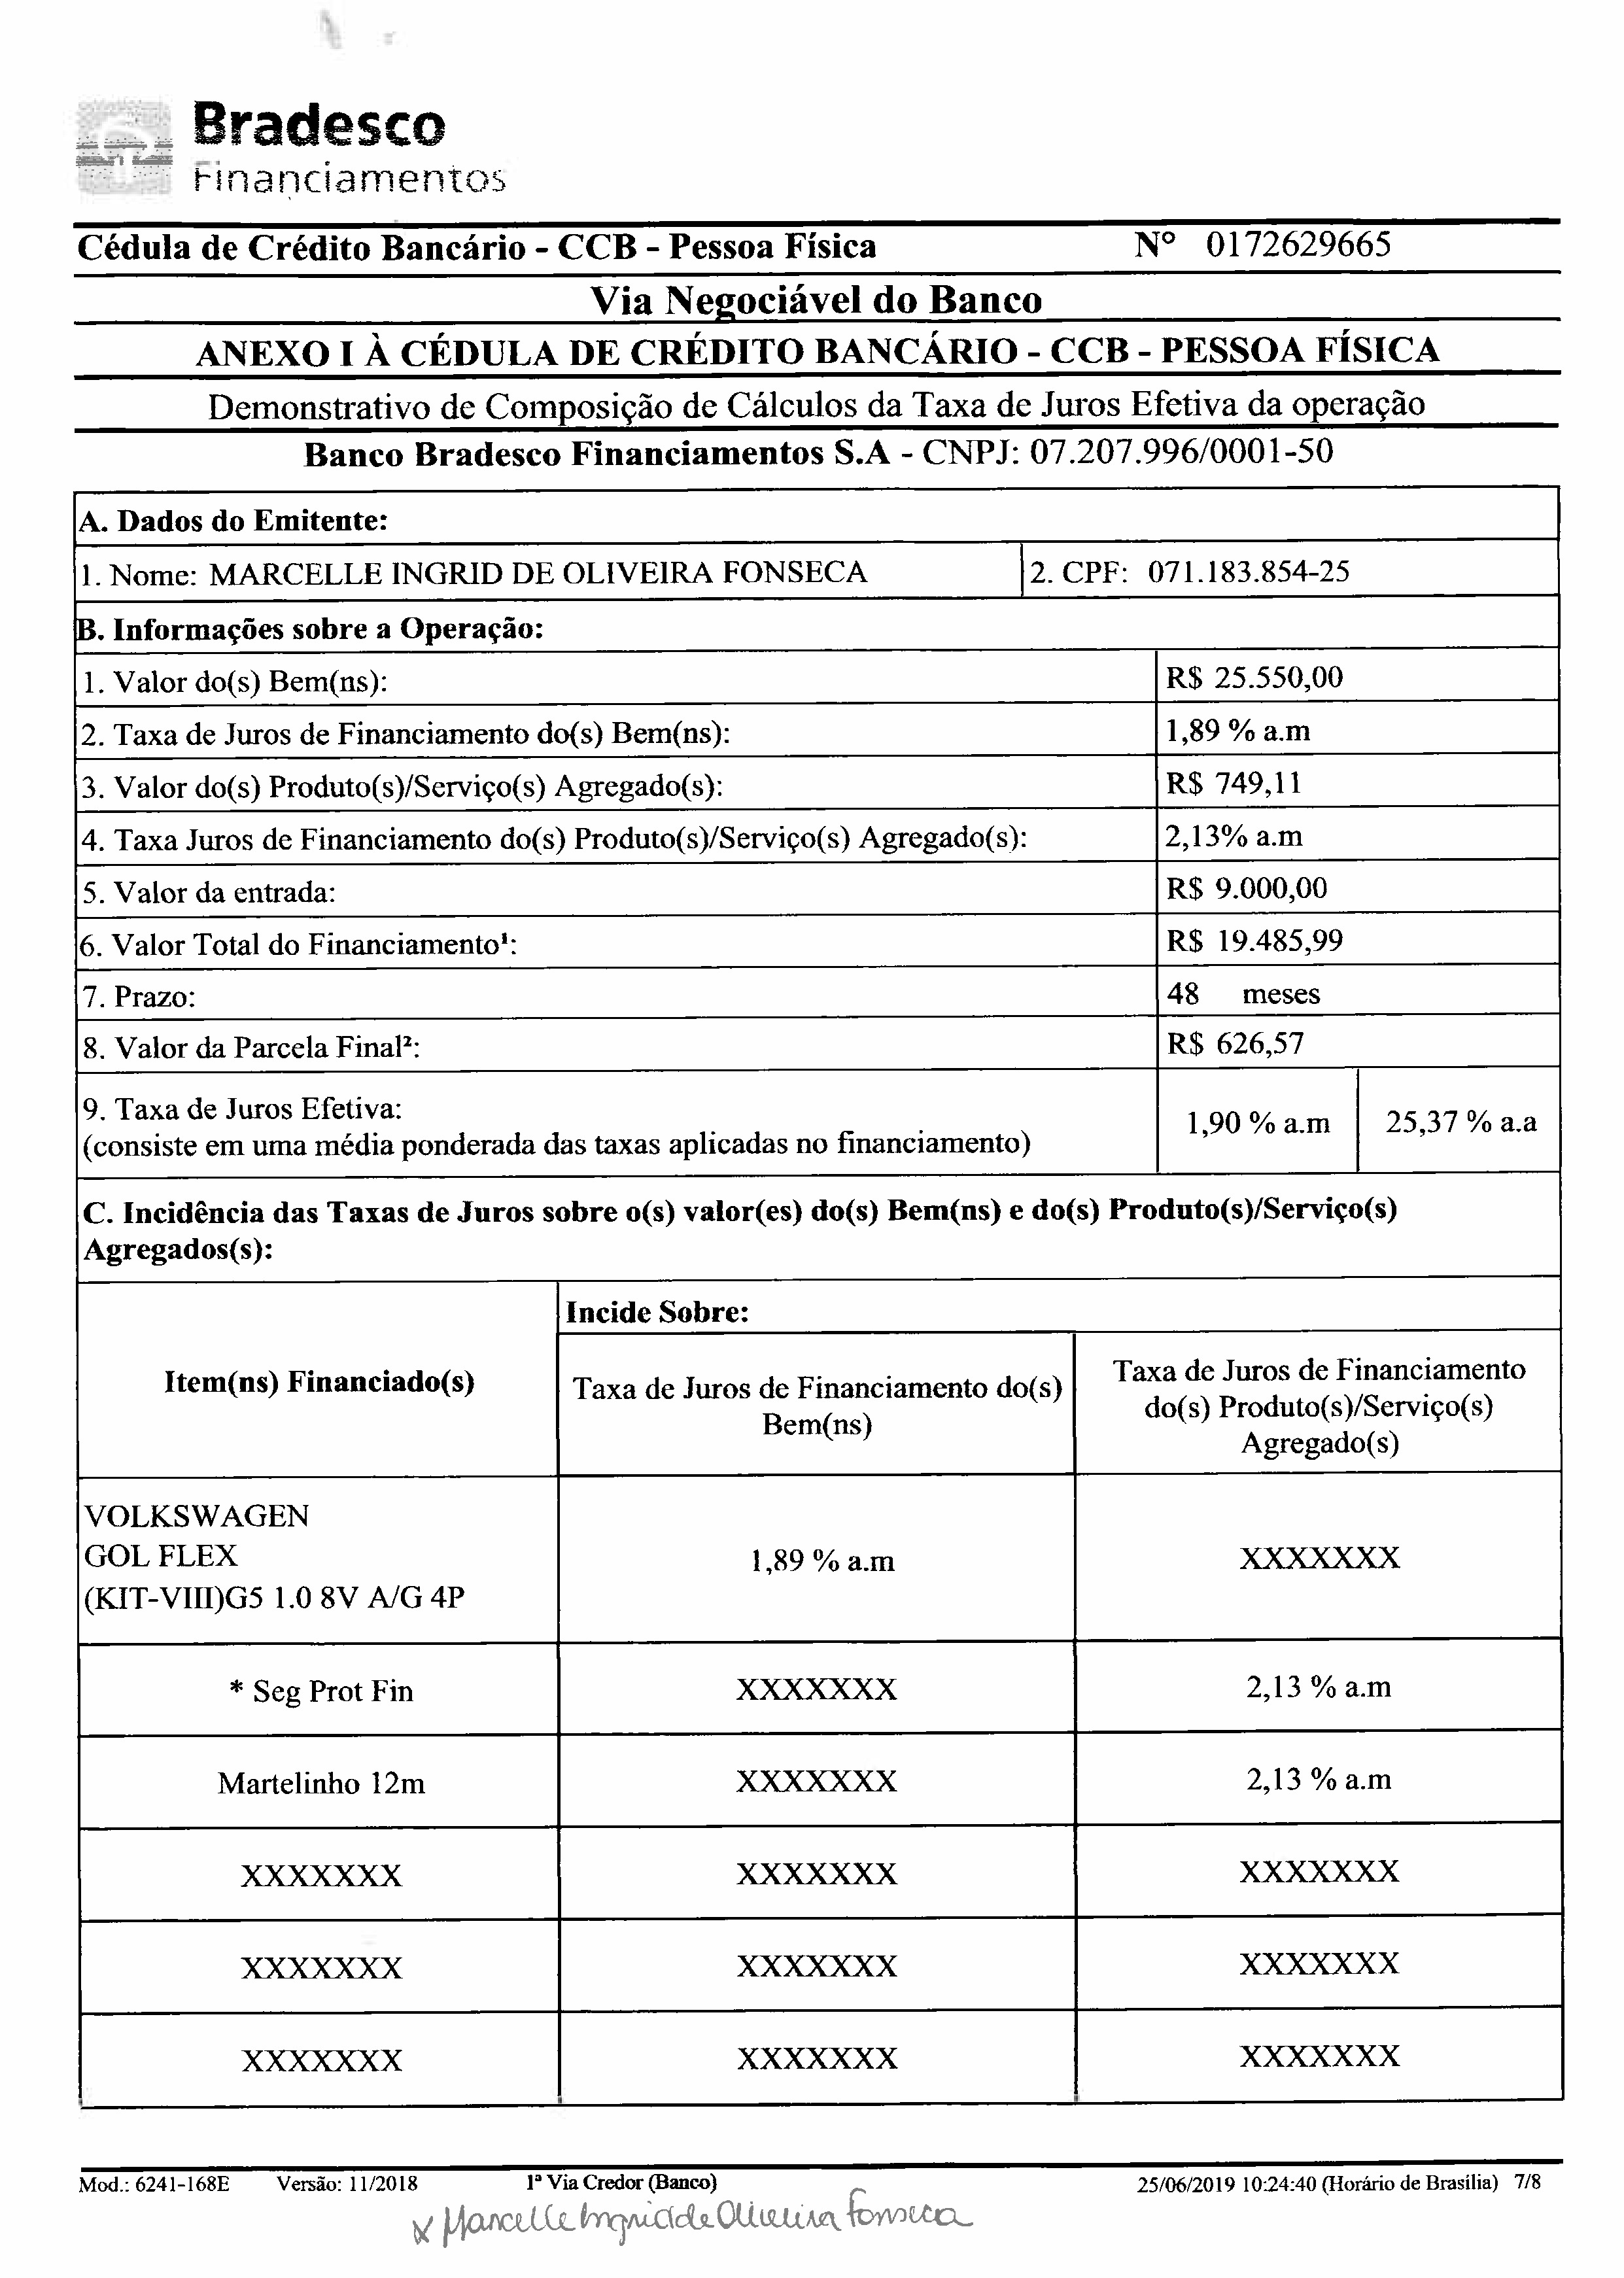 Bradesco
Financiamentos
Cédula de Crédito Bancário - CCB - Pessoa Física Nº 0172629665
Via Negociável do Banco
ANEXO I À CÉDULA DE CRÉDITO BANCÁRIO - CCB - PESSOA FÍSICA
Demonstrativo de Composição de Cálculos da Taxa de Juros Efetiva da operação
Banco Bradesco Financiamentos S.A - CNPJ: 07.207.996/0001-50
A. Dados do Emitente:
1. Nome: MARCELLE INGRID DE OLIVEIRA FONSECA 2. CPF: 071.183.854-25
B. Informações sobre a Operação:
1. Valor do(s) Bem(ns): R$ 25.550,00
2. Taxa de Juros de Financiamento do(s) Bem(ns): 1,89 % a.m
3. Valor do(s) Produto(s)/Serviço(s) Agregado(s): R$ 749,11
4. Taxa Juros de Financiamento do(s) Produto(s)/Serviço(s) Agregado(s): 2,13% a.m
5. Valor da entrada: R$ 9.000,00
6. Valor Total do Financiamento¹: R$ 19.485,99
7. Prazo: 48 meses
8. Valor da Parcela Final²: R$ 626,57
9. Taxa de Juros Efetiva:
(consiste em uma média ponderada das taxas aplicadas no financiamento) 1,90 % a.m 25,37 % a.a
C. Incidência das Taxas de Juros sobre o(s) valor(es) do(s) Bem(ns) e do(s) Produto(s)/Serviço(s)
Agregados(s):
Item(ns) Financiado(s)
Incide Sobre:
Taxa de Juros de Financiamento do(s)
Bem(ns)
Taxa de Juros de Financiamento
do(s) Produto(s)/Serviço(s)
Agregado(s)
VOLKSWAGEN
GOL FLEX
(KIT-VIII)G5 1.0 8V A/G 4P
1,89 % a.m XXXXXXX
* Seg Prot Fin XXXXXXX 2,13 % a.m
Martelinho 12m XXXXXXX 2,13 % a.m
XXXXXXX XXXXXXX XXXXXXX
XXXXXXX XXXXXXX XXXXXXX
XXXXXXX XXXXXXX XXXXXXX
Mod.: 6241-168E Versão: 11/2018 1ª Via Credor (Banco) 25/06/2019 10:24:40 (Horário de Brasília) 7/8
x Marcelle Ingrid de Oliveira Fonseca